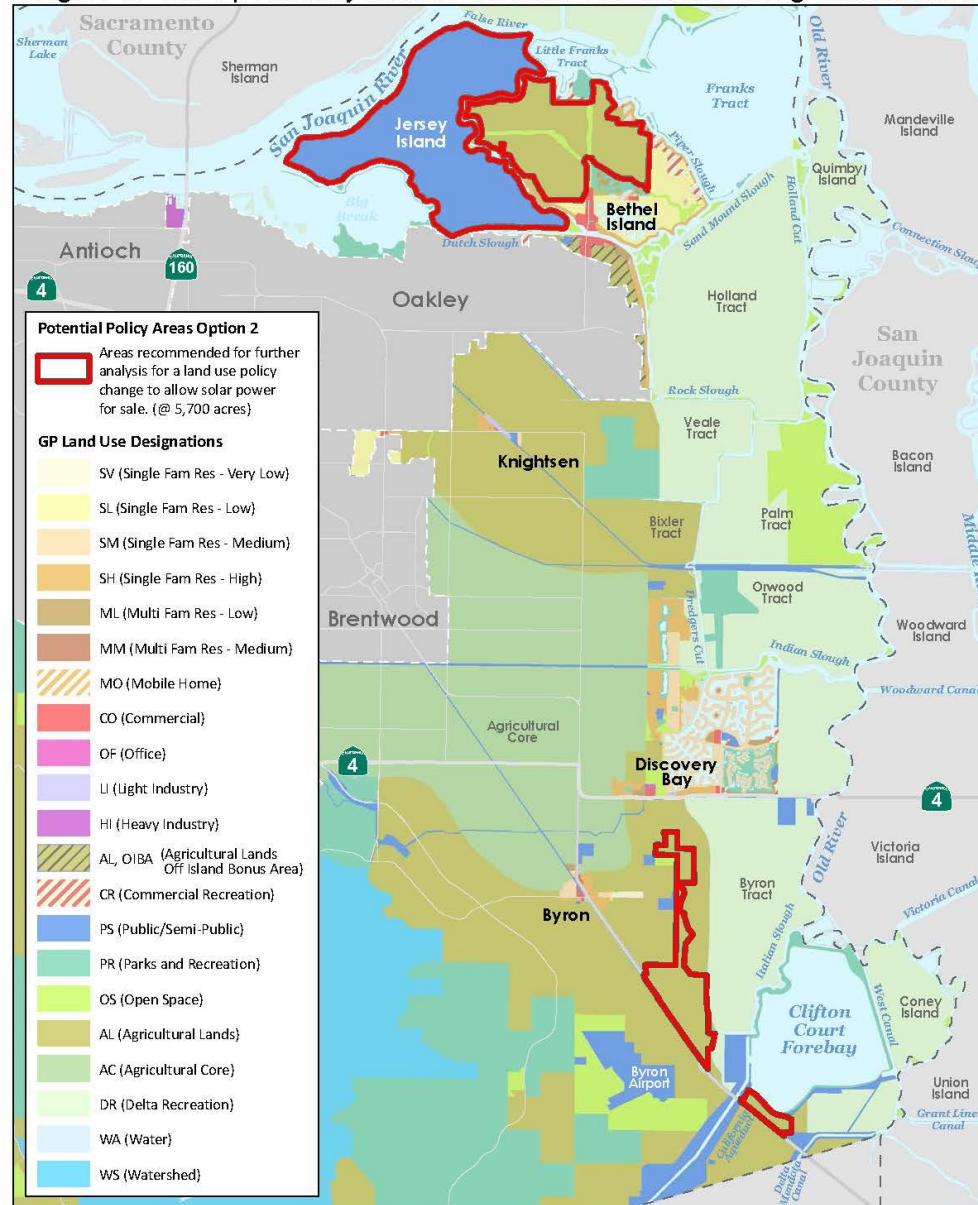 Sacramento
County
Sherman
Lake
Sherman
Island
San Joaquin River
False River
Little Franks
Tract
Franks
Tract
Old River
Mandeville
Island
Jersey
Island
Piper Slough
Quimby
Island
Holland Cut
Big
Break
Bethel
Island
Sand Mound Slough
Dutch Slough
Connection Slough
Antioch
160
4
Oakley
Holland
Tract
San
Joaquin
County
Potential Policy Areas Option 2
Areas recommended for further
analysis for a land use policy
change to allow solar power
for sale. (@ 5,700 acres)
GP Land Use Designations
SV (Single Fam Res - Very Low)
SL (Single Fam Res - Low)
SM (Single Fam Res - Medium)
SH (Single Fam Res - High)
ML (Multi Fam Res - Low)
MM (Multi Fam Res - Medium)
MO (Mobile Home)
CO (Commercial)
OF (Office)
LI (Light Industry)
HI (Heavy Industry)
AL, OIBA (Agricultural Lands
Off Island Bonus Area)
CR (Commercial Recreation)
PS (Public/Semi-Public)
PR (Parks and Recreation)
OS (Open Space)
AL (Agricultural Lands)
AC (Agricultural Core)
DR (Delta Recreation)
WA (Water)
WS (Watershed)
Rock Slough
Veale
Tract
Bacon
Island
Knightsen
Bixler
Tract
Palm
Tract
Orwood
Tract
Brentwood
Dredgers Cut
Indian Slough
Woodward
Island
Woodward Canal
Agricultural
Core
4
Discovery
Bay
4
Old River
Victoria
Island
Byron
Tract
Byron
Italian Slough
Victoria Canal
Clifton
Court
Forebay
West Canal
Coney
Island
Byron
Airport
California
Aqueduct
Union
Island
Grant Line
Canal
Delta
Mendota
Canal